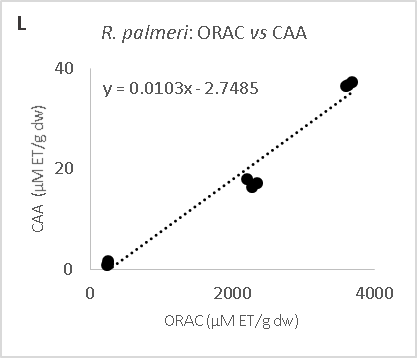 L
R. palmeri: ORAC vs CAA
y = 0.0103x - 2.7485
40
20
0
CAA (µM ET/g dw)
0 2000 4000
ORAC (µM ET/g dw)